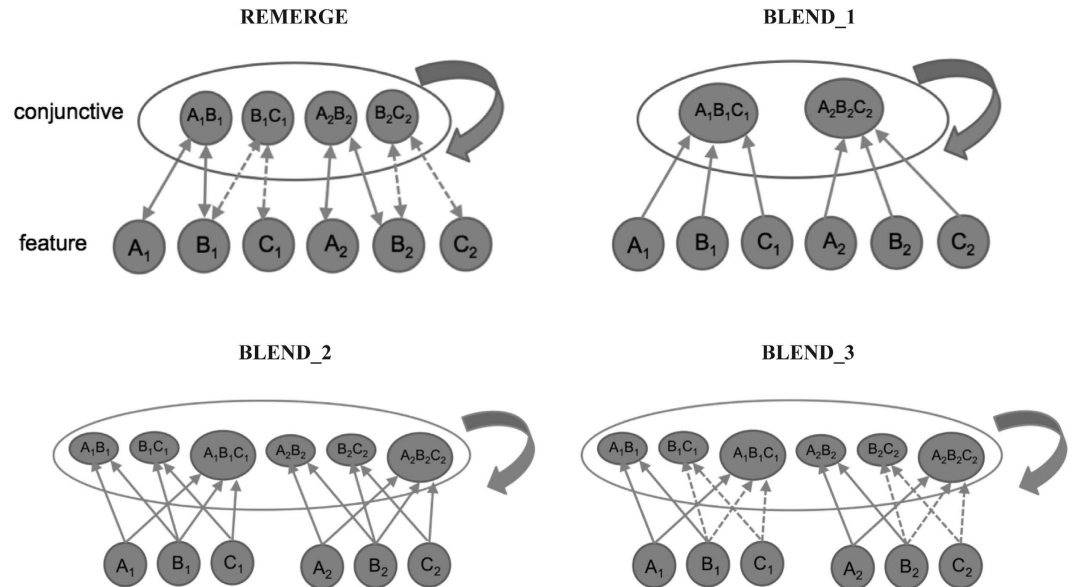 REMERGE
conjunctive
A₁B₁ B₁C₁ A₂B₂ B₂C₂
feature
A₁ B₁ C₁ A₂ B₂ C₂
BLEND_1
A₁B₁C₁ A₂B₂C₂
A₁ B₁ C₁ A₂ B₂ C₂
BLEND_2
A₁B₁ B₁C₁ A₁B₁C₁ A₂B₂ B₂C₂ A₂B₂C₂
A₁ B₁ C₁ A₂ B₂ C₂
BLEND_3
A₁B₁ B₁C₁ A₁B₁C₁ A₂B₂ B₂C₂ A₂B₂C₂
A₁ B₁ C₁ A₂ B₂ C₂